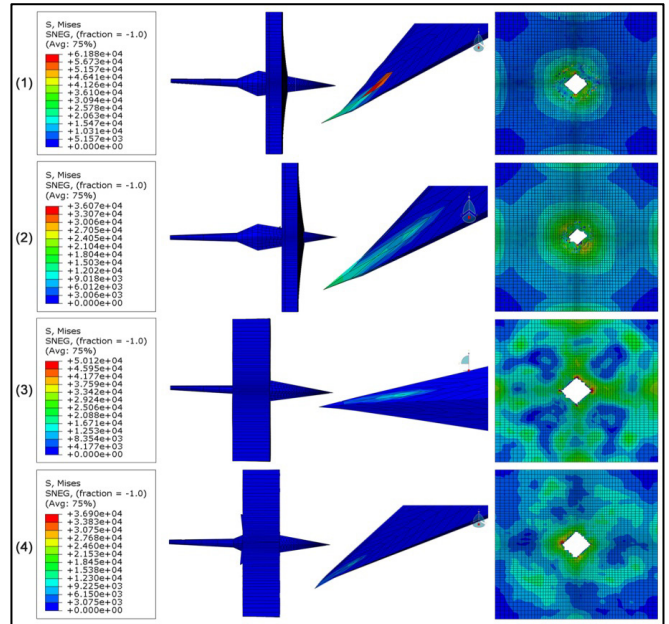 (1)
S, Mises
SNEG, (fraction = -1.0)
(Avg: 75%)
+6.188e+04
+5.673e+04
+5.157e+04
+4.641e+04
+4.126e+04
+3.610e+04
+3.094e+04
+2.578e+04
+2.063e+04
+1.547e+04
+1.031e+04
+5.157e+03
+0.000e+00
(2)
S, Mises
SNEG, (fraction = -1.0)
(Avg: 75%)
+3.607e+04
+3.307e+04
+3.006e+04
+2.705e+04
+2.405e+04
+2.104e+04
+1.804e+04
+1.503e+04
+1.202e+04
+9.018e+03
+6.012e+03
+3.006e+03
+0.000e+00
(3)
S, Mises
SNEG, (fraction = -1.0)
(Avg: 75%)
+5.012e+04
+4.595e+04
+4.177e+04
+3.759e+04
+3.342e+04
+2.924e+04
+2.506e+04
+2.088e+04
+1.671e+04
+1.253e+04
+8.354e+03
+4.177e+03
+0.000e+00
(4)
S, Mises
SNEG, (fraction = -1.0)
(Avg: 75%)
+3.690e+04
+3.383e+04
+3.075e+04
+2.768e+04
+2.460e+04
+2.153e+04
+1.845e+04
+1.538e+04
+1.230e+04
+9.225e+03
+6.150e+03
+3.075e+03
+0.000e+00